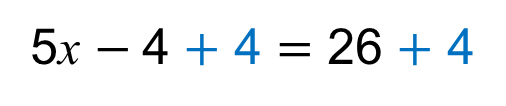 5x − 4 + 4 = 26 + 4